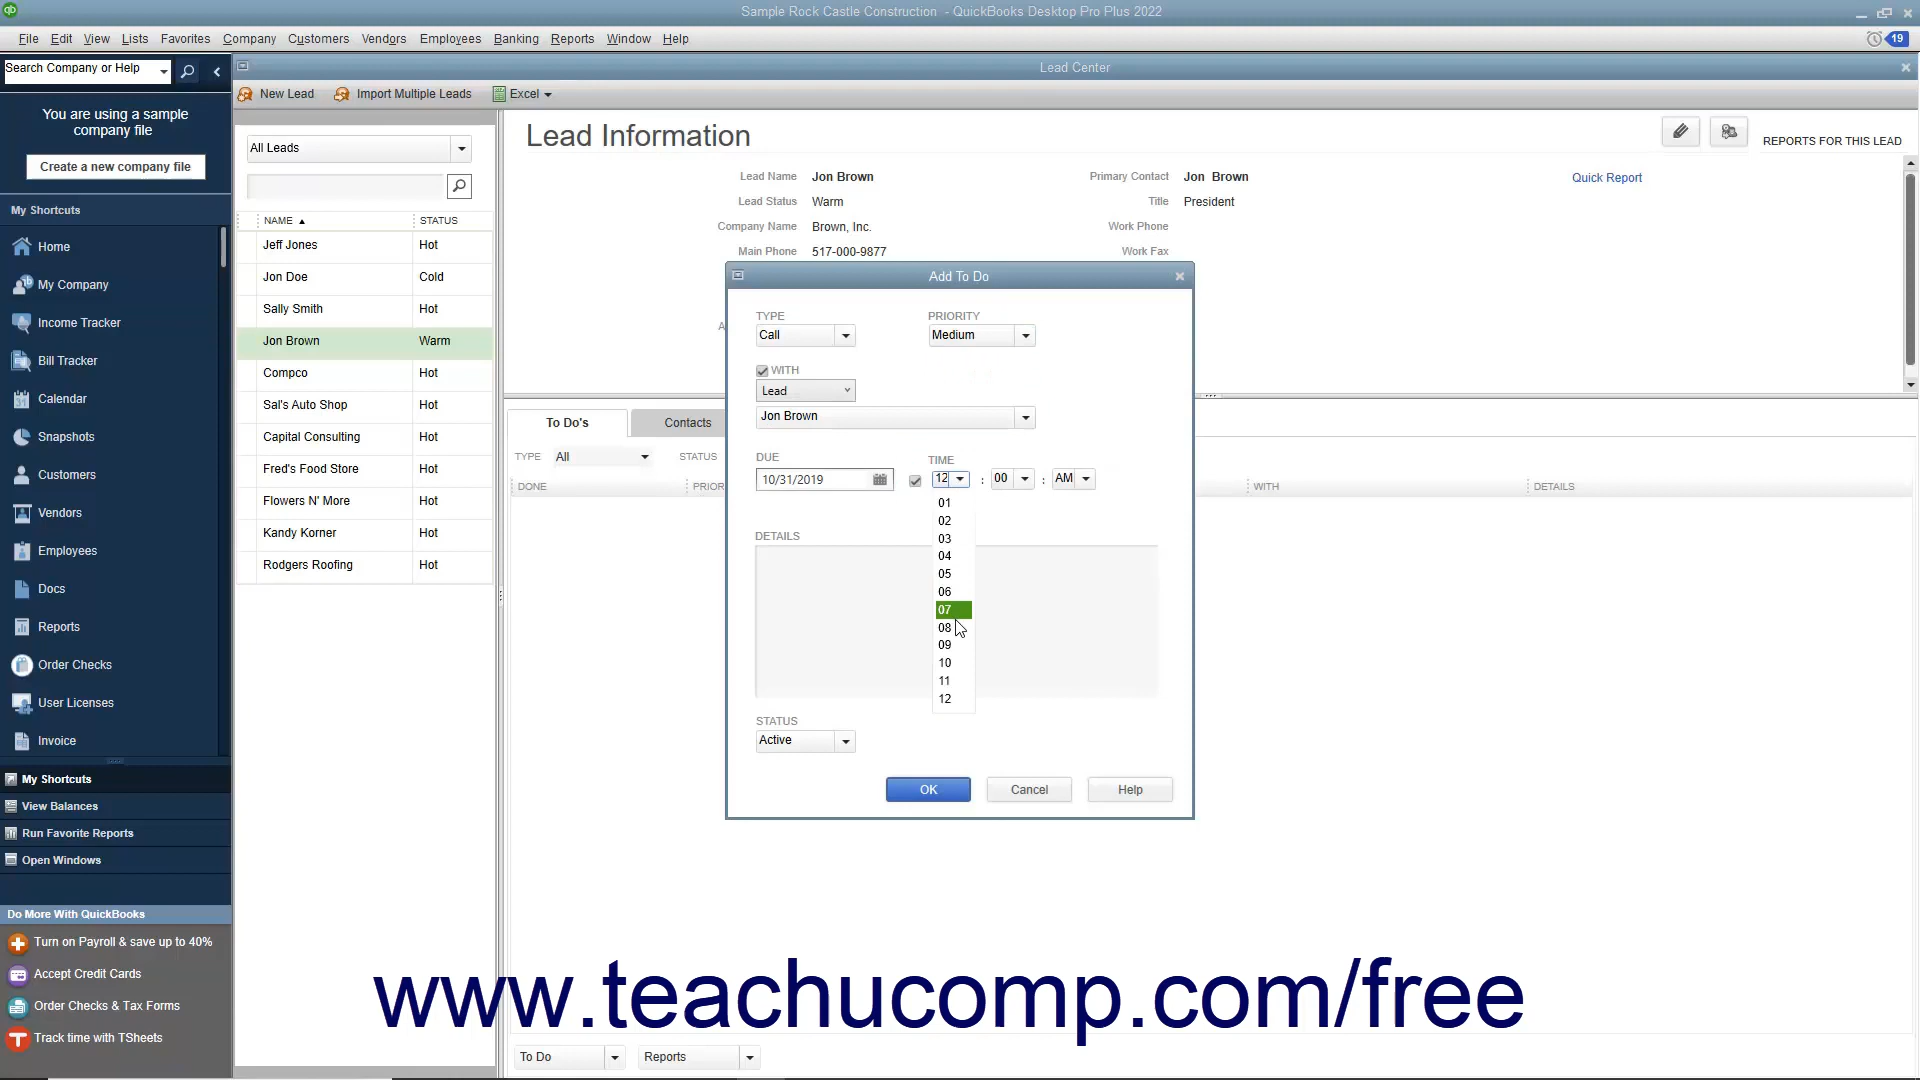 Sample Rock Castle Construction - QuickBooks Desktop Pro Plus 2022
File Edit View Lists Favorites Company Customers Vendors Employees Banking Reports Window Help
19
Search Company or Help
Lead Center
New Lead Import Multiple Leads Excel
You are using a sample
company file
Create a new company file
My Shortcuts
Home
My Company
Income Tracker
Bill Tracker
Calendar
Snapshots
Customers
Vendors
Employees
Docs
Reports
Order Checks
User Licenses
Invoice
My Shortcuts
View Balances
Run Favorite Reports
Open Windows
Do More With QuickBooks
Turn on Payroll & save up to 40%
Accept Credit Cards
Order Checks & Tax Forms
Track time with TSheets
All Leads
NAME STATUS
Jeff Jones Hot
Jon Doe Cold
Sally Smith Hot
Jon Brown Warm
Compco Hot
Sal's Auto Shop Hot
Capital Consulting Hot
Fred's Food Store Hot
Flowers N' More Hot
Kandy Korner Hot
Rodgers Roofing Hot
Lead Information
REPORTS FOR THIS LEAD
Lead Name Jon Brown Primary Contact Jon Brown Quick Report
Lead Status Warm Title President
Company Name Brown, Inc. Work Phone
Main Phone 517-000-9877 Work Fax
A
To Do's Contacts
TYPE All STATUS
DONE PRIOR WITH DETAILS
Add To Do
TYPE PRIORITY
Call Medium
WITH
Lead
Jon Brown
DUE TIME
10/31/2019 12 : 00 : AM
01
02
03
04
05
06
07
08
09
10
11
12
DETAILS
STATUS
Active
OK Cancel Help
www.teachucomp.com/free
To Do Reports